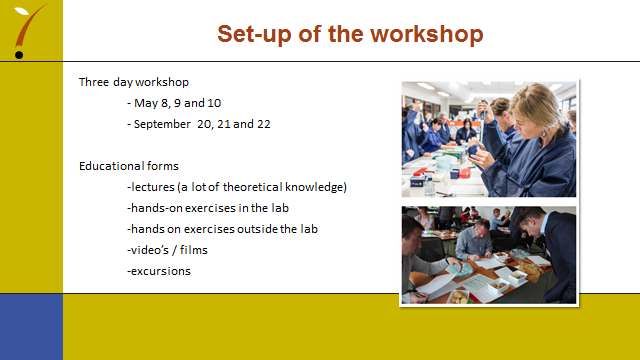 Set-up of the workshop
Three day workshop
- May 8, 9 and 10
- September 20, 21 and 22
Educational forms
-lectures (a lot of theoretical knowledge)
-hands-on exercises in the lab
-hands on exercises outside the lab
-video’s / films
-excursions